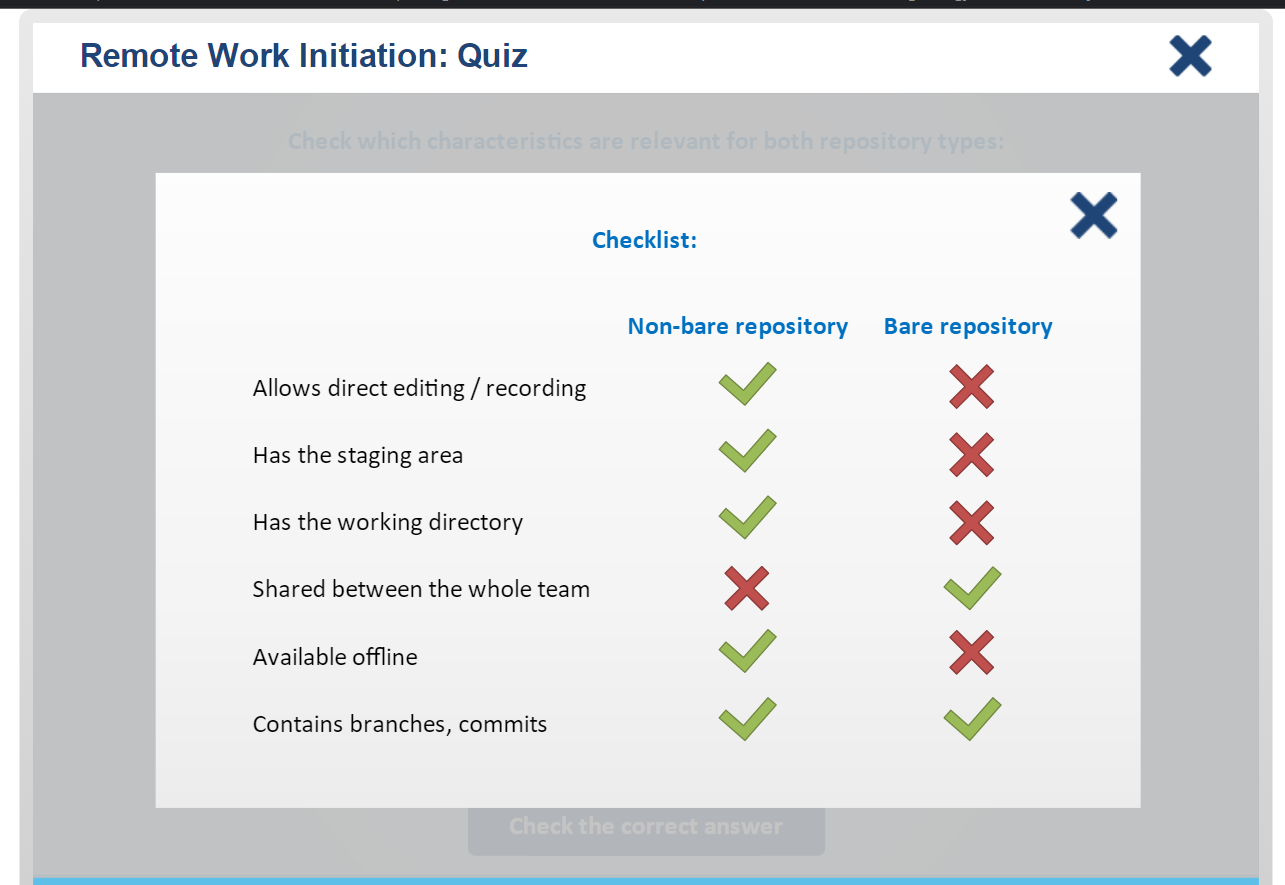 Remote Work Initiation: Quiz
Check which characteristics are relevant for both repository types:
Checklist:
Non-bare repository Bare repository
Allows direct editing / recording
Has the staging area
Has the working directory
Shared between the whole team
Available offline
Contains branches, commits
Check the correct answer